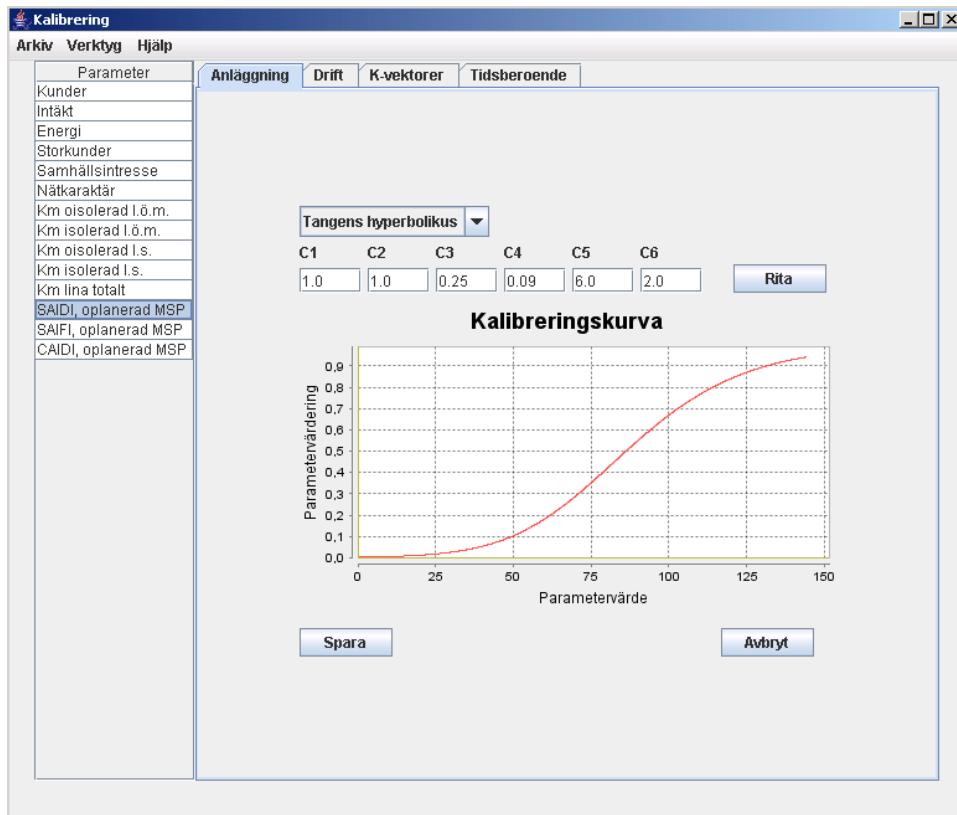 Kalibrering
Arkiv Verktyg Hjälp
Parameter
Kunder
Intäkt
Energi
Storkunder
Samhällsintresse
Nätkaraktär
Km oisolerad l.ö.m.
Km isolerad l.ö.m.
Km oisolerad l.s.
Km isolerad l.s.
Km lina totalt
SAIDI, oplanerad MSP
SAIFI, oplanerad MSP
CAIDI, oplanerad MSP
Anläggning Drift K-vektorer Tidsberoende
Tangens hyperbolikus
C1 C2 C3 C4 C5 C6
1.0 1.0 0.25 0.09 6.0 2.0 Rita
Kalibreringskurva
Parametervärdering
0,9
0,8
0,7
0,6
0,5
0,4
0,3
0,2
0,1
0,0
0 25 50 75 100 125 150
Parametervärde
Spara Avbryt